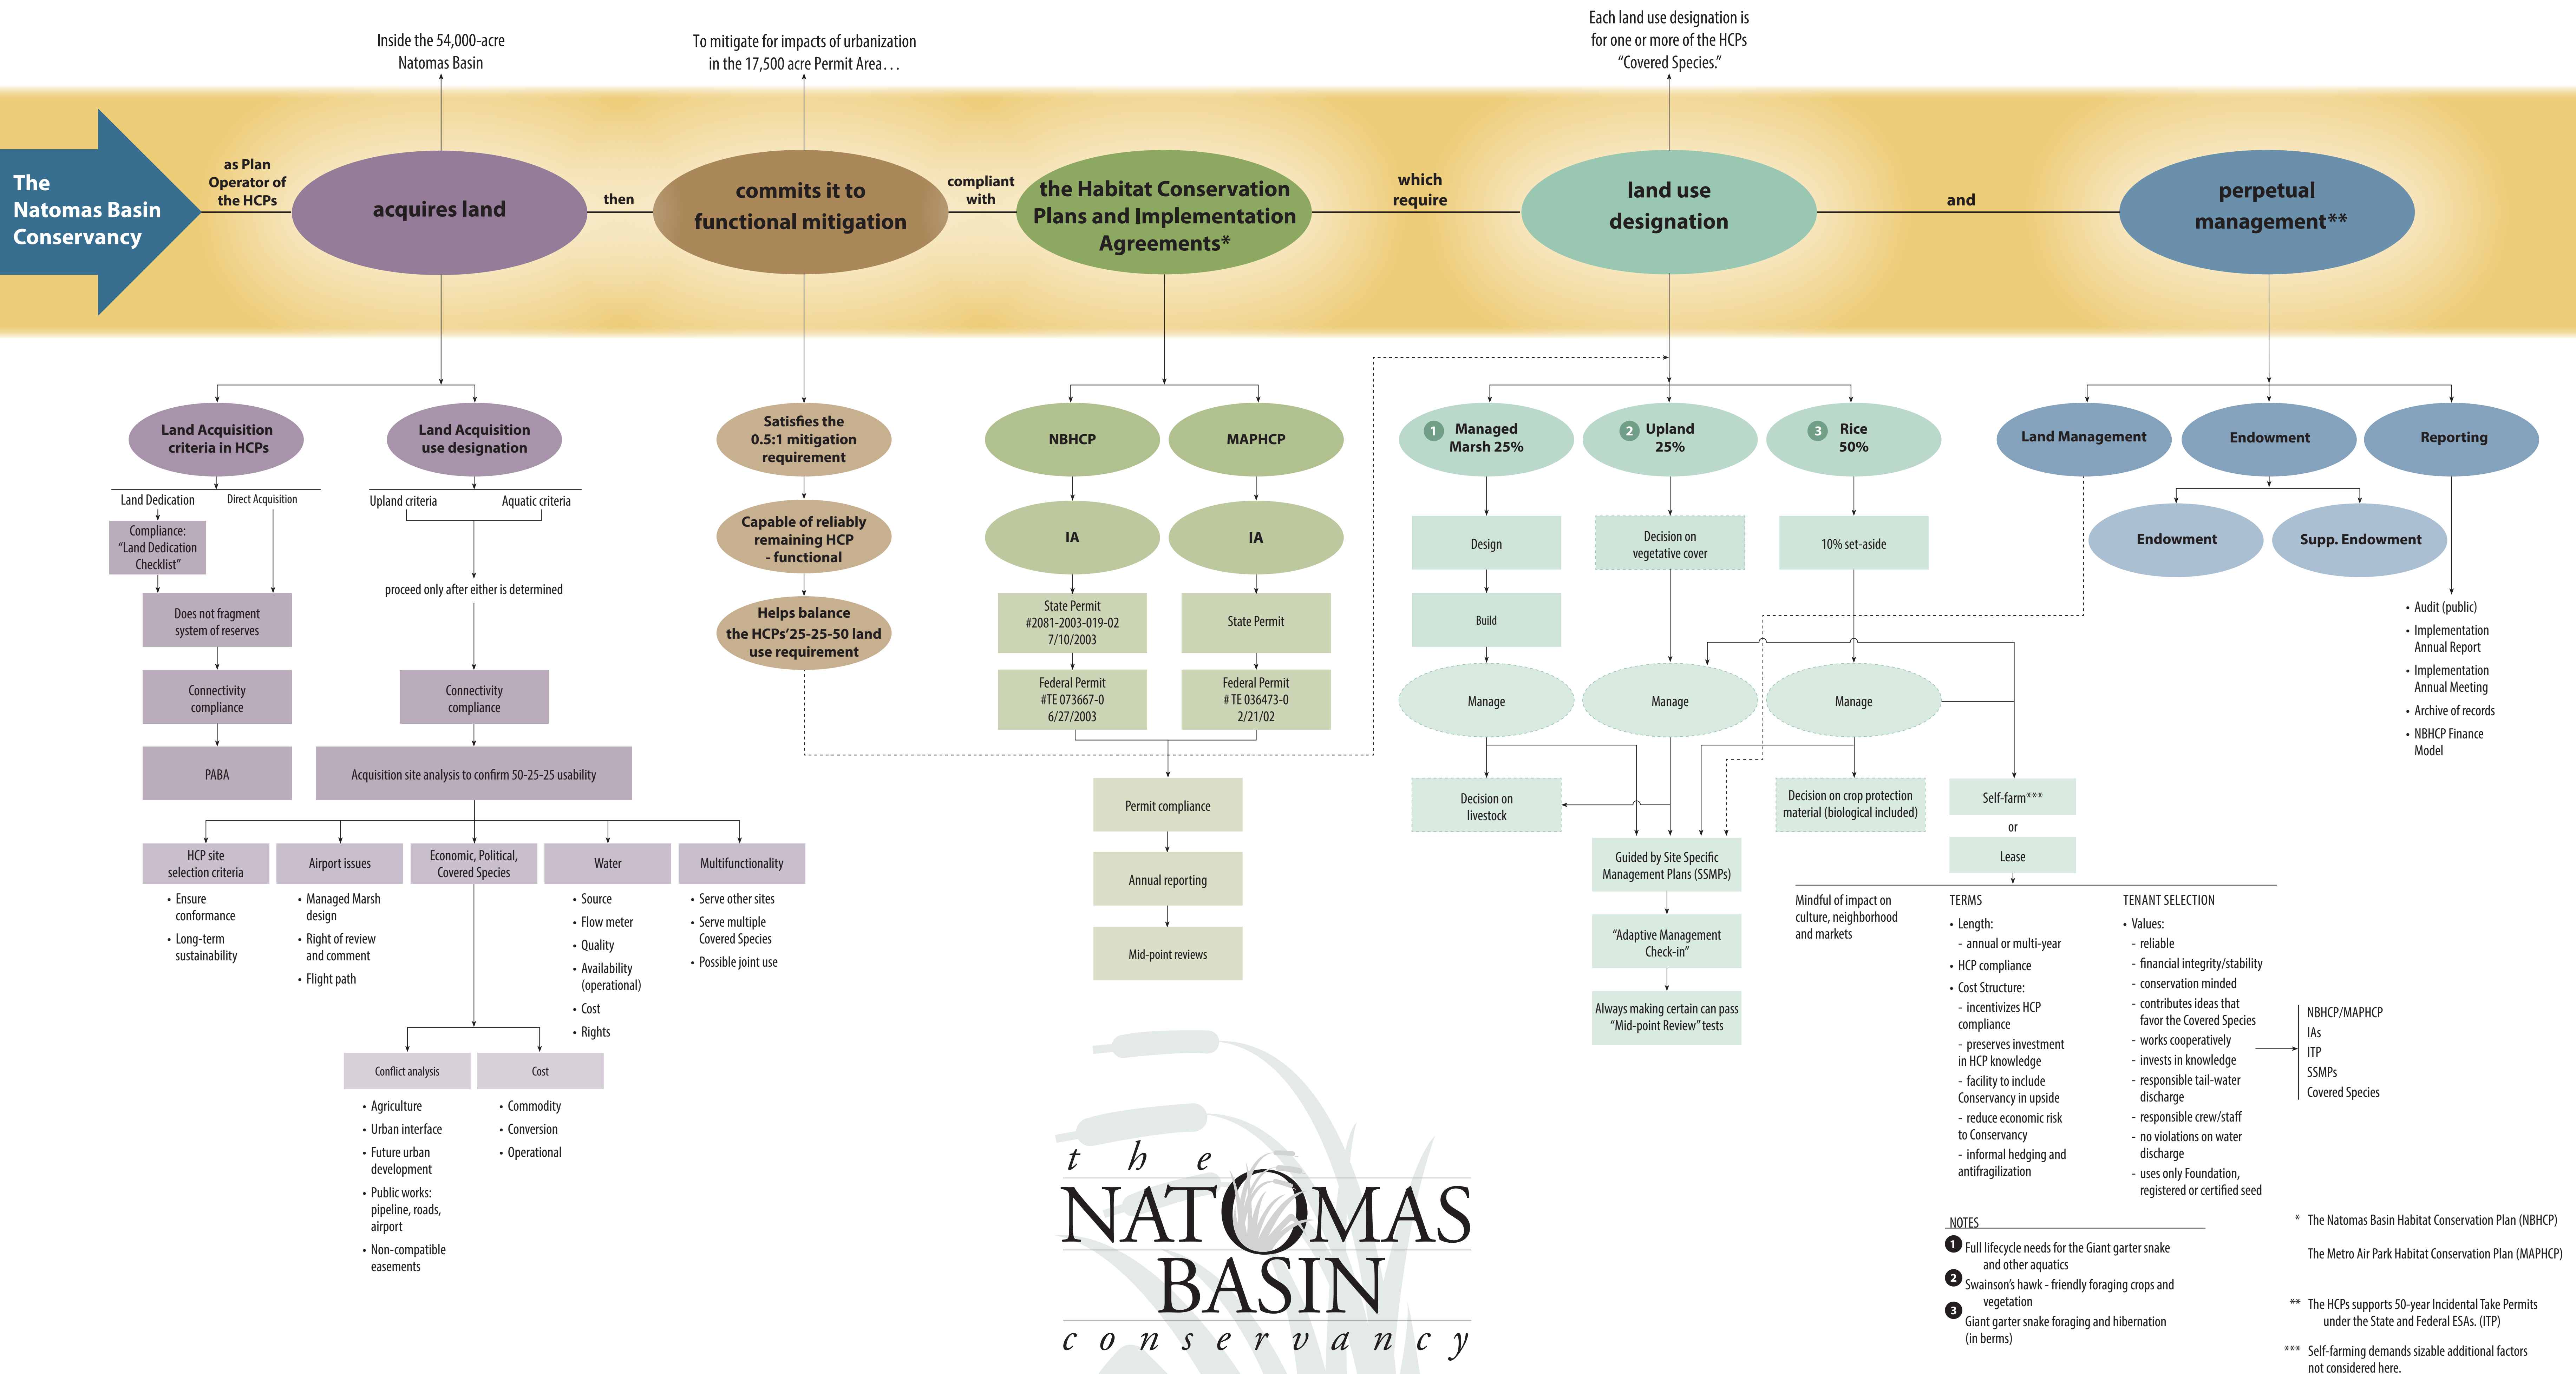 Inside the 54,000-acre
Natomas Basin
To mitigate for impacts of urbanization
in the 17,500 acre Permit Area...
Each land use designation is
for one or more of the HCPs
“Covered Species.”
The
Natomas Basin
Conservancy
as Plan
Operator of
the HCPs
acquires land
then
commits it to
functional mitigation
compliant
with
the Habitat Conservation
Plans and Implementation
Agreements*
which
require
land use
designation
and
perpetual
management**
Land Acquisition
criteria in HCPs
Land Dedication
Direct Acquisition
Compliance:
“Land Dedication
Checklist”
Does not fragment
system of reserves
Connectivity
compliance
PABA
Land Acquisition
use designation
Upland criteria
Aquatic criteria
proceed only after either is determined
Connectivity
compliance
Acquisition site analysis to confirm 50-25-25 usability
HCP site
selection criteria
• Ensure
conformance
• Long-term
sustainability
Airport issues
• Managed Marsh
design
• Right of review
and comment
• Flight path
Economic, Political,
Covered Species
Water
• Source
• Flow meter
• Quality
• Availability
(operational)
• Cost
• Rights
Multifunctionality
• Serve other sites
• Serve multiple
Covered Species
• Possible joint use
Conflict analysis
• Agriculture
• Urban interface
• Future urban
development
• Public works:
pipeline, roads,
airport
• Non-compatible
easements
Cost
• Commodity
• Conversion
• Operational
Satisfies the
0.5:1 mitigation
requirement
Capable of reliably
remaining HCP
- functional
Helps balance
the HCPs’25-25-50 land
use requirement
NBHCP
IA
State Permit
#2081-2003-019-02
7/10/2003
Federal Permit
#TE 073667-0
6/27/2003
MAPHCP
IA
State Permit
Federal Permit
# TE 036473-0
2/21/02
Permit compliance
Annual reporting
Mid-point reviews
1 Managed
Marsh 25%
Design
Build
Manage
Decision on
livestock
2 Upland
25%
Decision on
vegetative cover
Manage
Guided by Site Specific
Management Plans (SSMPs)
“Adaptive Management
Check-in”
Always making certain can pass
“Mid-point Review” tests
3 Rice
50%
10% set-aside
Manage
Decision on crop protection
material (biological included)
Self-farm***
or
Lease
Mindful of impact on
culture, neighborhood
and markets
TERMS
• Length:
- annual or multi-year
• HCP compliance
• Cost Structure:
- incentivizes HCP
compliance
- preserves investment
in HCP knowledge
- facility to include
Conservancy in upside
- reduce economic risk
to Conservancy
- informal hedging and
antifragilization
TENANT SELECTION
• Values:
- reliable
- financial integrity/stability
- conservation minded
- contributes ideas that
favor the Covered Species
- works cooperatively
- invests in knowledge
- responsible tail-water
discharge
- responsible crew/staff
- no violations on water
discharge
- uses only Foundation,
registered or certified seed
NBHCP/MAPHCP
IAs
ITP
SSMPs
Covered Species
Land Management
Endowment
Endowment
Supp. Endowment
Reporting
• Audit (public)
• Implementation
Annual Report
• Implementation
Annual Meeting
• Archive of records
• NBHCP Finance
Model
the
NATOMAS
BASIN
conservancy
NOTES
1 Full lifecycle needs for the Giant garter snake
and other aquatics
2 Swainson’s hawk - friendly foraging crops and
vegetation
3 Giant garter snake foraging and hibernation
(in berms)
* The Natomas Basin Habitat Conservation Plan (NBHCP)
The Metro Air Park Habitat Conservation Plan (MAPHCP)
** The HCPs supports 50-year Incidental Take Permits
under the State and Federal ESAs. (ITP)
*** Self-farming demands sizable additional factors
not considered here.